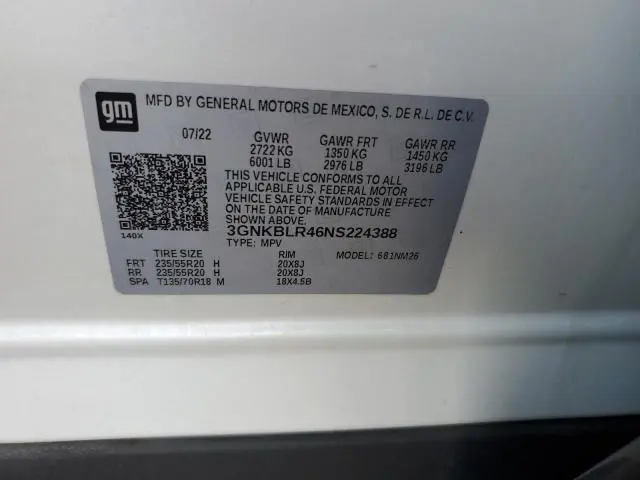 gm MFD BY GENERAL MOTORS DE MEXICO, S. DE R.L. DE C.V.
07/22 GVWR GAWR FRT GAWR RR
2722 KG 1350 KG 1450 KG
6001 LB 2976 LB 3196 LB
THIS VEHICLE CONFORMS TO ALL
APPLICABLE U.S. FEDERAL MOTOR
VEHICLE SAFETY STANDARDS IN EFFECT ON
THE DATE OF MANUFACTURE
SHOWN ABOVE.
3GNKBLR46NS224388
140X TYPE: MPV
TIRE SIZE RIM MODEL: 681NM26
FRT 235/55R20 H 20X8J
RR 235/55R20 H 20X8J
SPA T135/70R18 M 18X4.5B